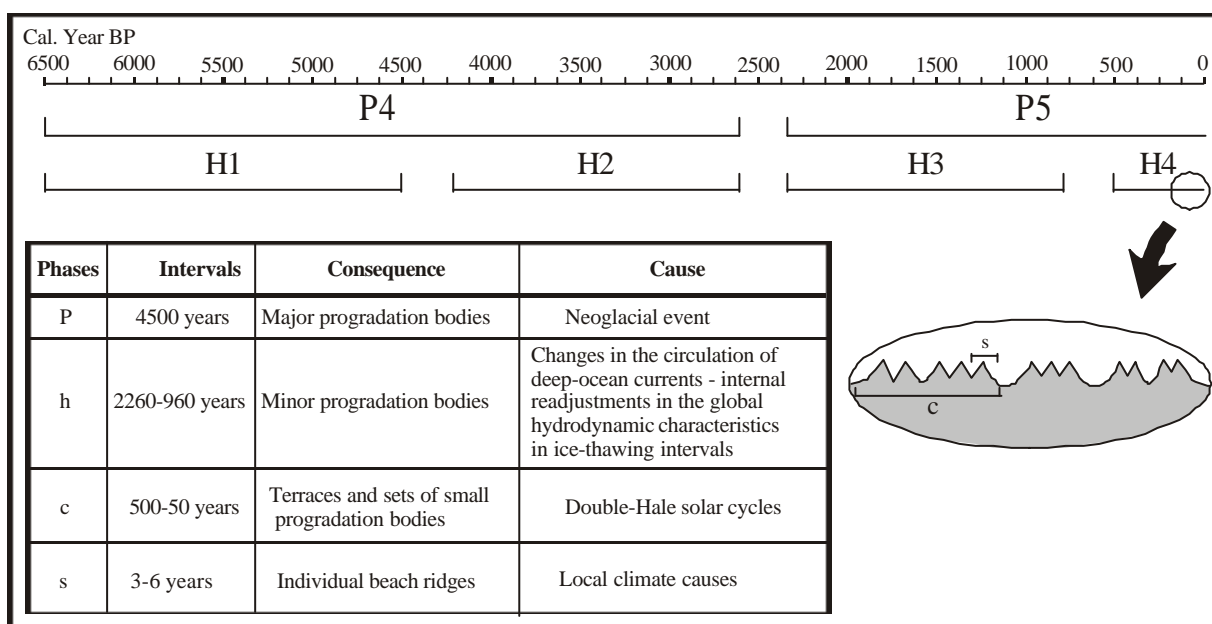 Cal. Year BP
6500 6000 5500 5000 4500 4000 3500 3000 2500 2000 1500 1000 500 0
P4 P5
H1 H2 H3 H4
Phases Intervals Consequence Cause
P 4500 years Major progradation bodies Neoglacial event
h 2260-960 years Minor progradation bodies
Changes in the circulation of
deep-ocean currents - internal
readjustments in the global
hydrodynamic characteristics
in ice-thawing intervals
c 500-50 years
Terraces and sets of small
progradation bodies
Double-Hale solar cycles
s 3-6 years Individual beach ridges Local climate causes
s
c